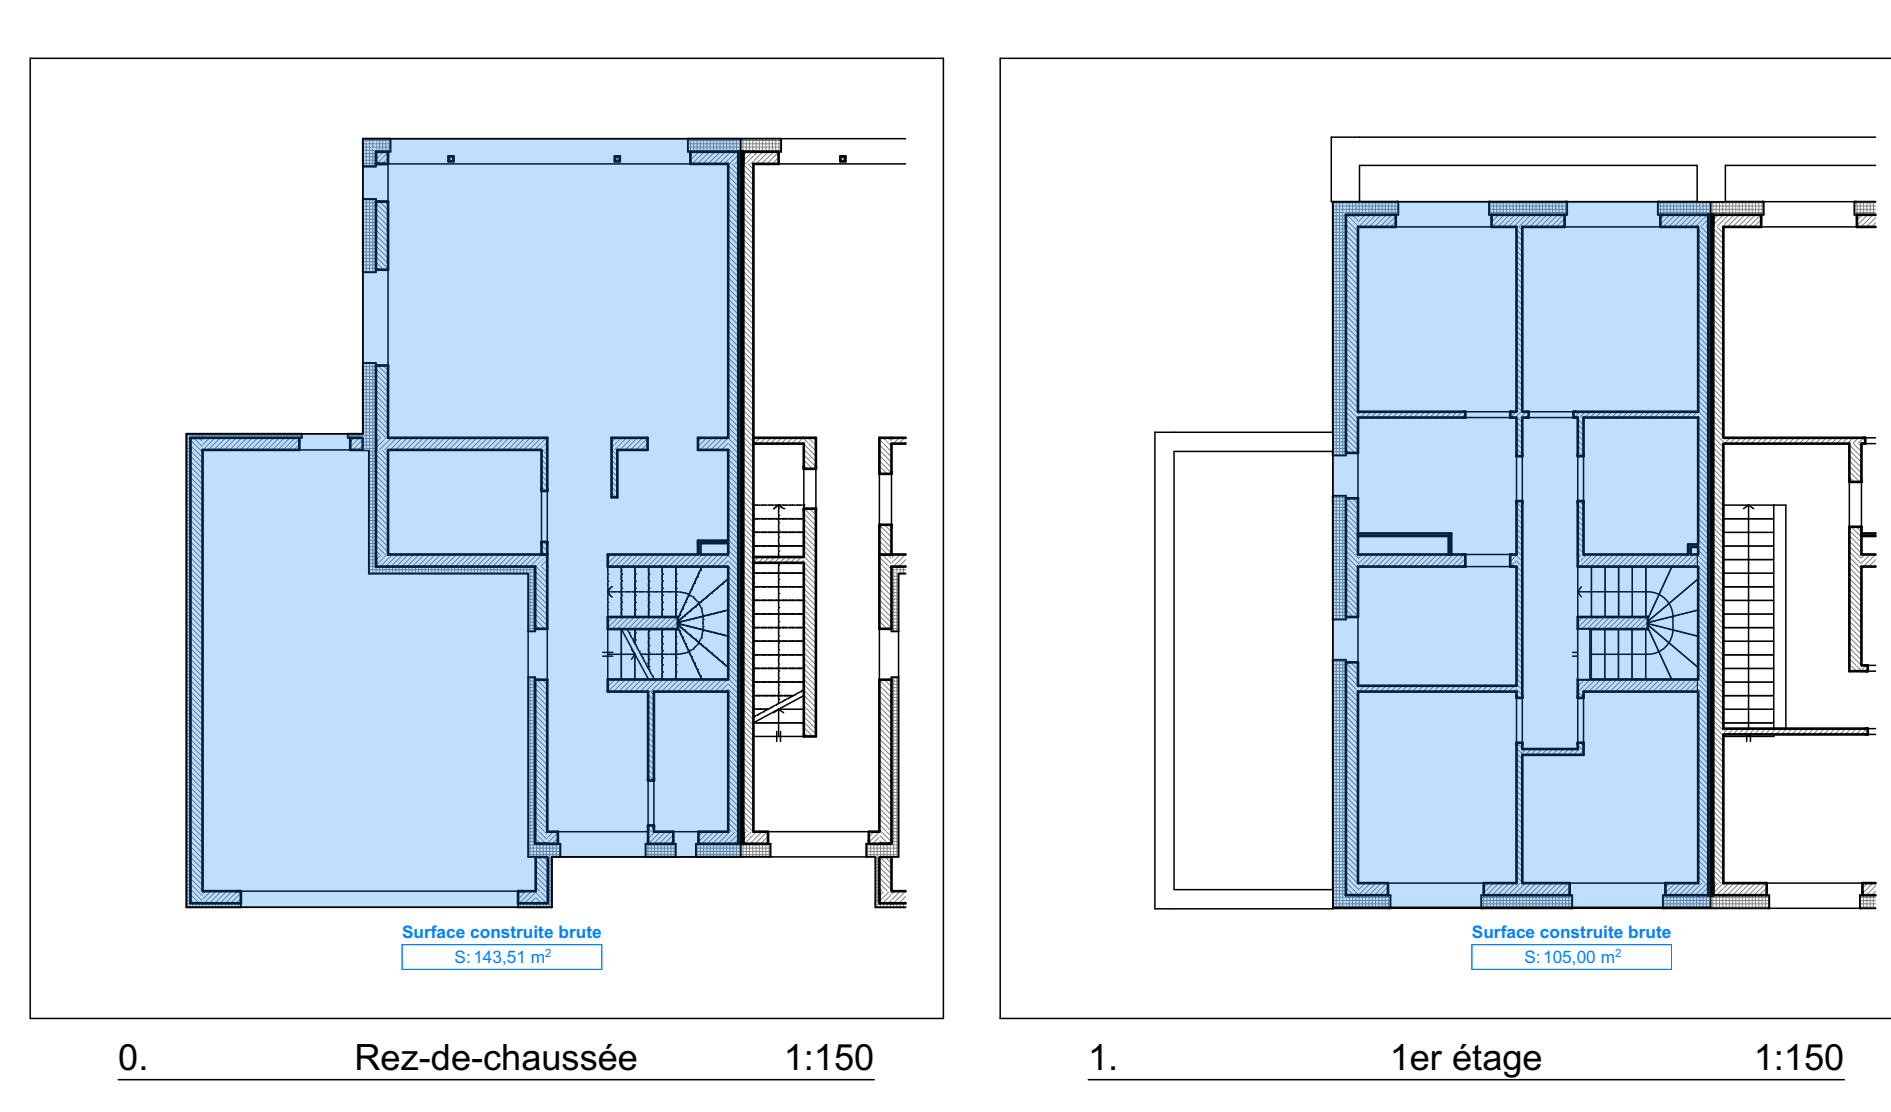 Surface construite brute
S: 143,51 m²
Surface construite brute
S: 105,00 m²
0. Rez-de-chaussée 1:150
1. 1er étage 1:150